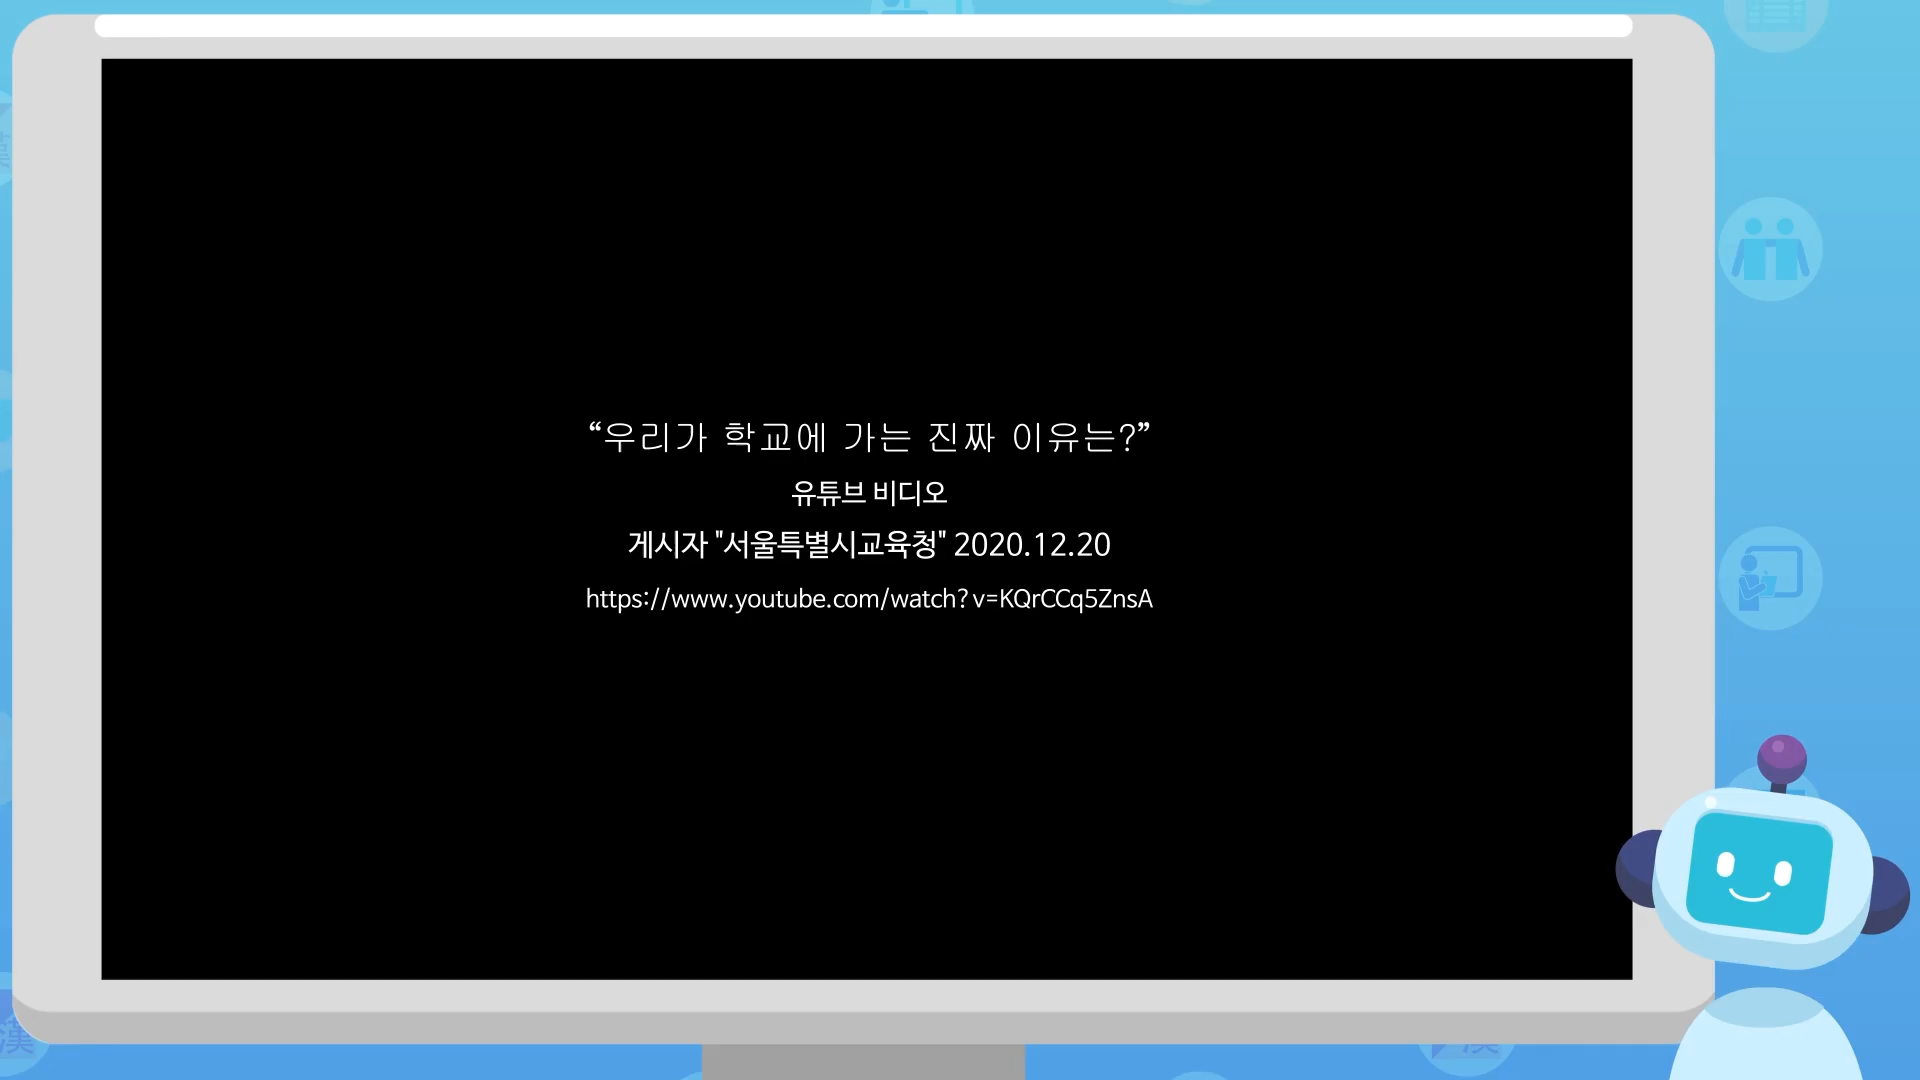 “우리가 학교에 가는 진짜 이유는?”
유튜브 비디오
게시자 "서울특별시교육청" 2020.12.20
https://www.youtube.com/watch?v=KQrCCq5ZnsA
漢
漢